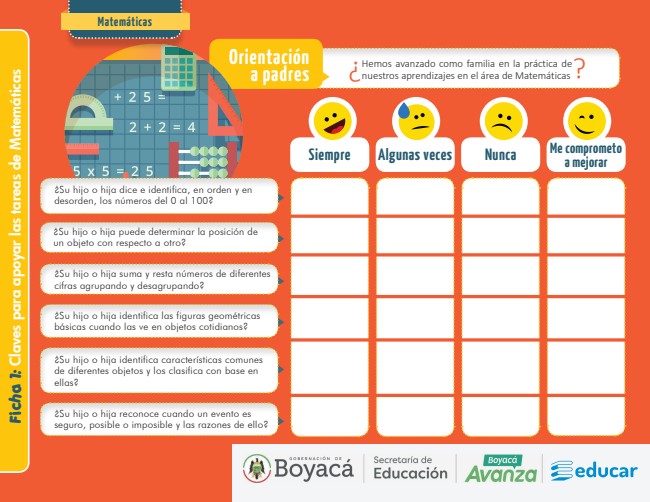 Matemáticas
Ficha 1: Claves para apoyar las tareas de Matemáticas
Orientación
a padres
¿Hemos avanzado como familia en la práctica de
nuestros aprendizajes en el área de Matemáticas?
+ 2 5 =
2 + 2 = 4
5 x 5 = 25
Siempre
Algunas veces
Nunca
Me comprometo
a mejorar
¿Su hijo o hija dice e identifica, en orden y en
desorden, los números del 0 al 100?
¿Su hijo o hija puede determinar la posición de
un objeto con respecto a otro?
¿Su hijo o hija suma y resta números de diferentes
cifras agrupando y desagrupando?
¿Su hijo o hija identifica las figuras geométricas
básicas cuando las ve en objetos cotidianos?
¿Su hijo o hija identifica características comunes
de diferentes objetos y los clasifica con base en
ellas?
¿Su hijo o hija reconoce cuando un evento es
seguro, posible o imposible y las razones de ello?
GOBERNACIÓN DE
Boyacá
Secretaría de
Educación
Boyacá
Avanza
educar